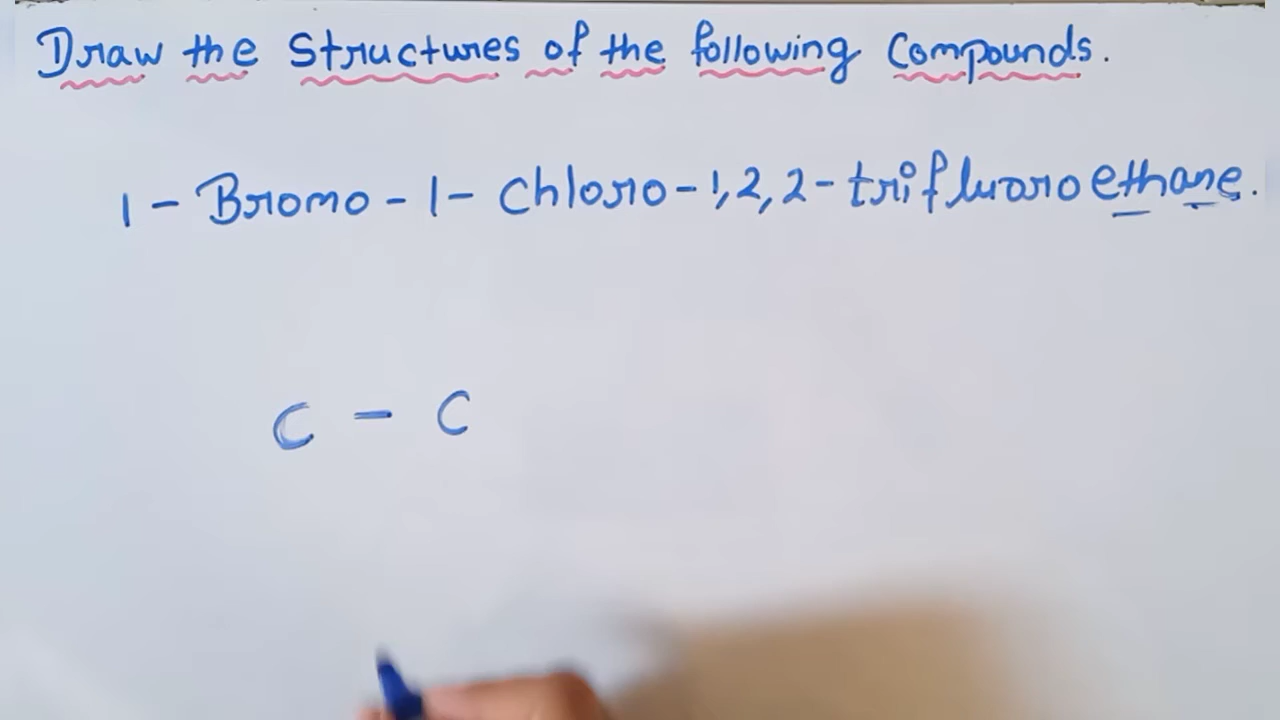 Draw the Structures of the following Compounds.
1 - Bromo - 1 - Chloro - 1,2,2 - trifluoroethane.
C - C